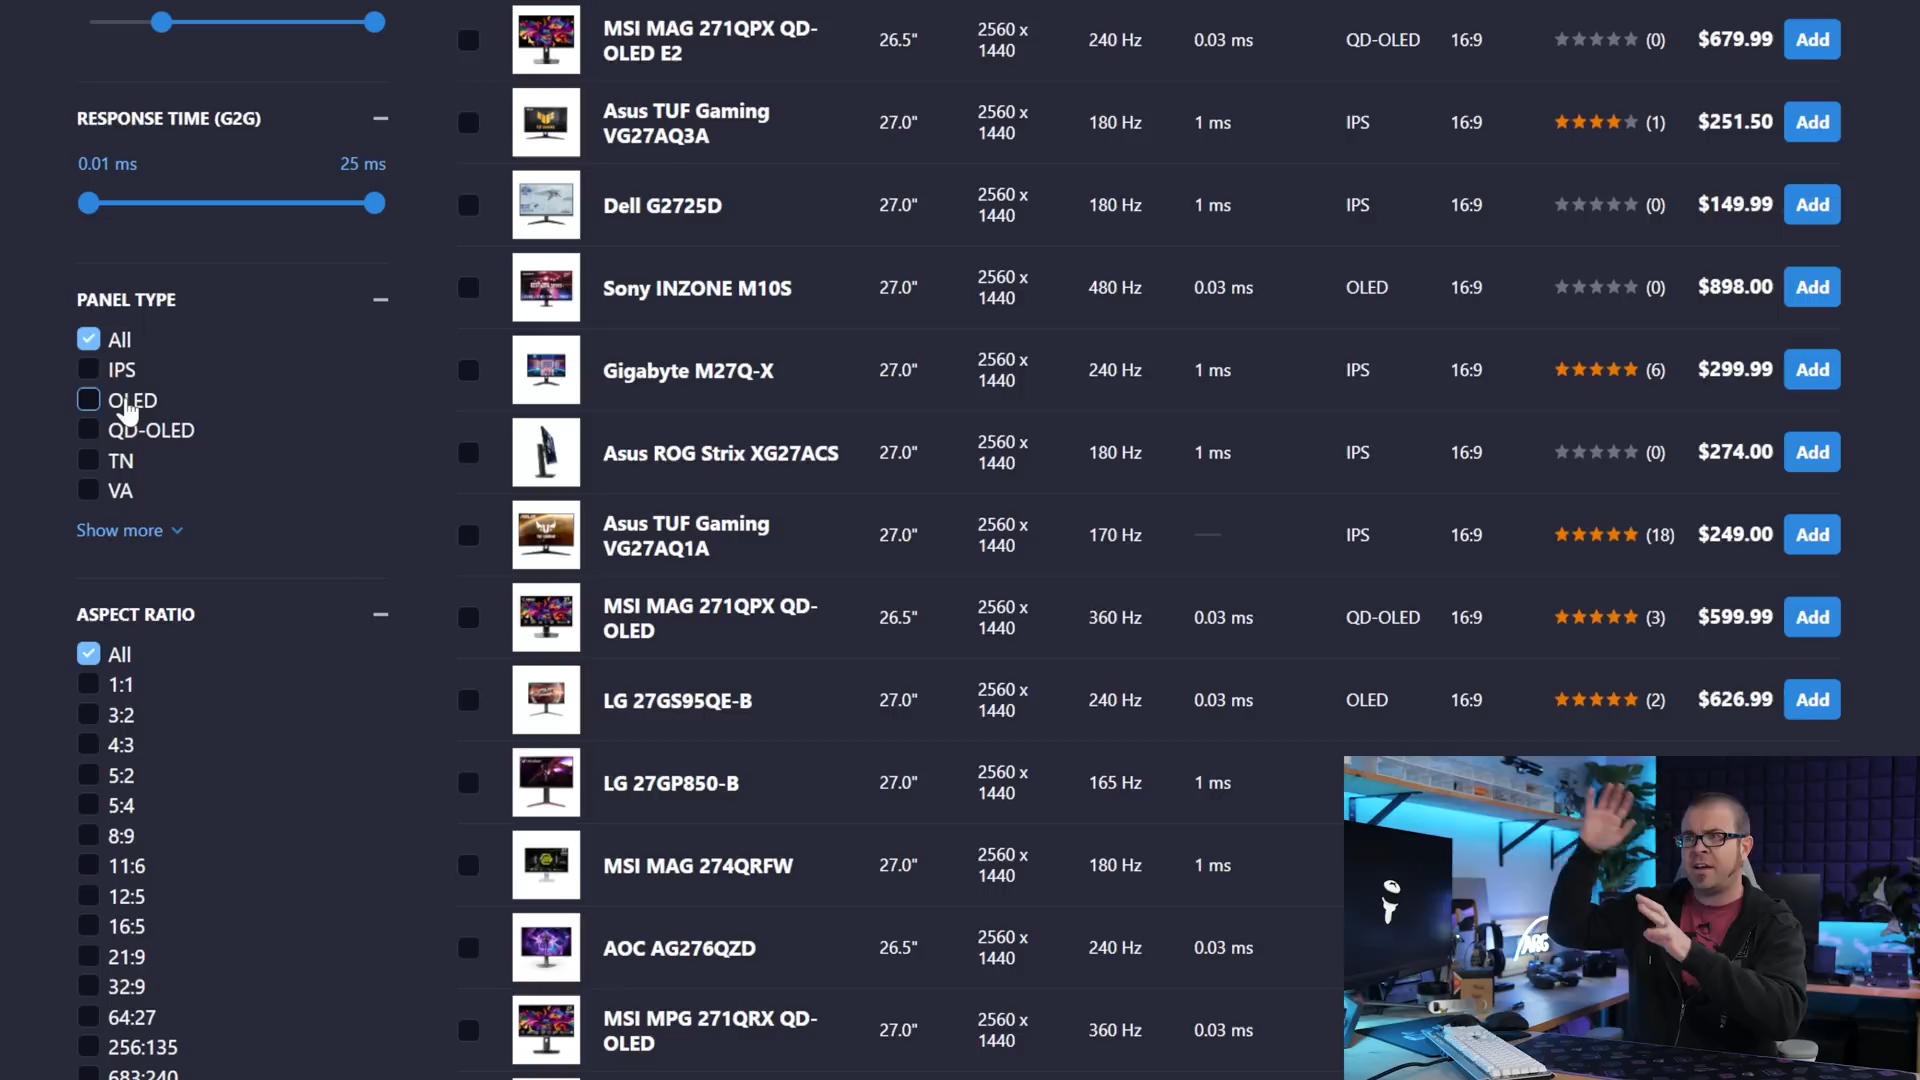 MSI MAG 271QPX QD-
OLED E2
26.5"
2560 x
1440
240 Hz
0.03 ms
QD-OLED
16:9
(0)
$679.99
Add
RESPONSE TIME (G2G)
0.01 ms
25 ms
Asus TUF Gaming
VG27AQ3A
27.0"
2560 x
1440
180 Hz
1 ms
IPS
16:9
(1)
$251.50
Add
Dell G2725D
27.0"
2560 x
1440
180 Hz
1 ms
IPS
16:9
(0)
$149.99
Add
PANEL TYPE
All
IPS
OLED
QD-OLED
TN
VA
Show more
Sony INZONE M10S
27.0"
2560 x
1440
480 Hz
0.03 ms
OLED
16:9
(0)
$898.00
Add
Gigabyte M27Q-X
27.0"
2560 x
1440
240 Hz
1 ms
IPS
16:9
(6)
$299.99
Add
Asus ROG Strix XG27ACS
27.0"
2560 x
1440
180 Hz
1 ms
IPS
16:9
(0)
$274.00
Add
Asus TUF Gaming
VG27AQ1A
27.0"
2560 x
1440
170 Hz
—
IPS
16:9
(18)
$249.00
Add
ASPECT RATIO
All
1:1
3:2
4:3
5:2
5:4
8:9
11:6
12:5
16:5
21:9
32:9
64:27
256:135
683:240
MSI MAG 271QPX QD-
OLED
26.5"
2560 x
1440
360 Hz
0.03 ms
QD-OLED
16:9
(3)
$599.99
Add
LG 27GS95QE-B
27.0"
2560 x
1440
240 Hz
0.03 ms
OLED
16:9
(2)
$626.99
Add
LG 27GP850-B
27.0"
2560 x
1440
165 Hz
1 ms
MSI MAG 274QRFW
27.0"
2560 x
1440
180 Hz
1 ms
AOC AG276QZD
26.5"
2560 x
1440
240 Hz
0.03 ms
MSI MPG 271QRX QD-
OLED
27.0"
2560 x
1440
360 Hz
0.03 ms
ARG